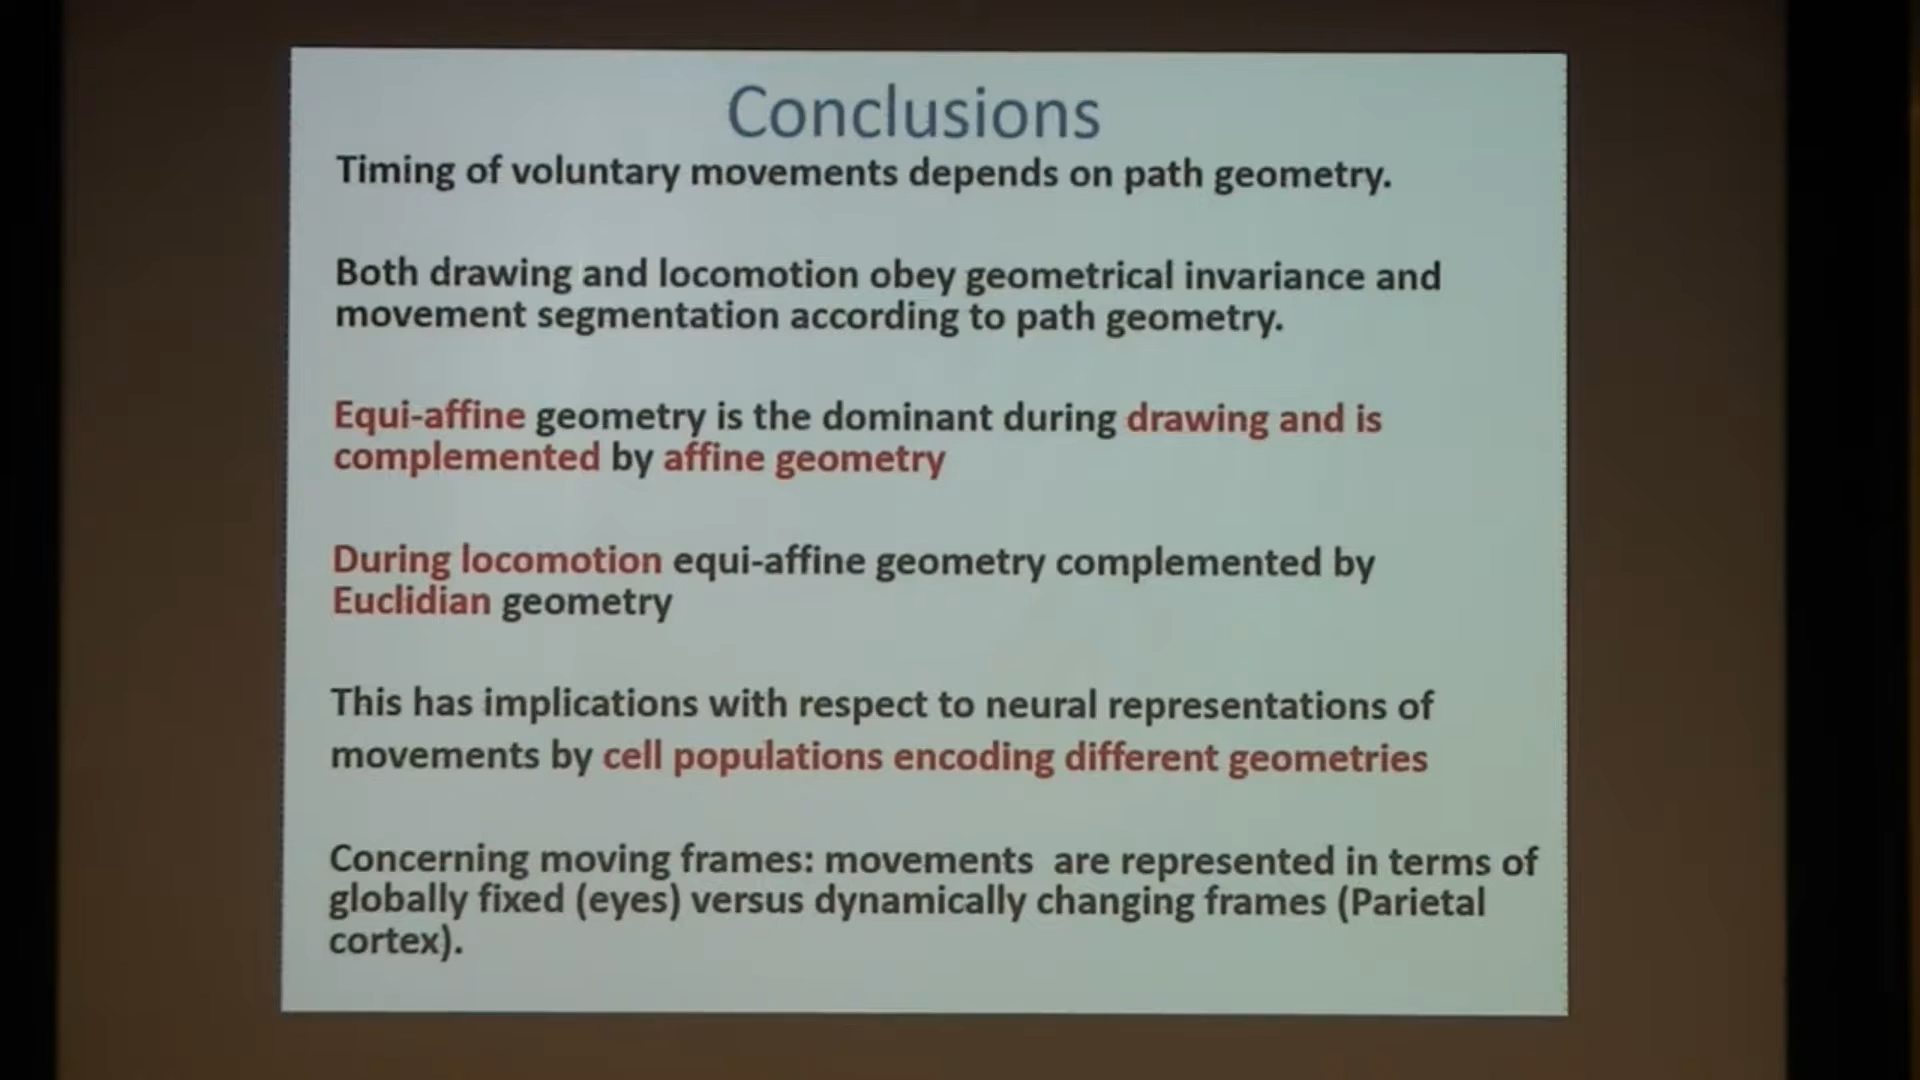 Conclusions
Timing of voluntary movements depends on path geometry.
Both drawing and locomotion obey geometrical invariance and
movement segmentation according to path geometry.
Equi-affine geometry is the dominant during drawing and is
complemented by affine geometry
During locomotion equi-affine geometry complemented by
Euclidian geometry
This has implications with respect to neural representations of
movements by cell populations encoding different geometries
Concerning moving frames: movements are represented in terms of
globally fixed (eyes) versus dynamically changing frames (Parietal
cortex).